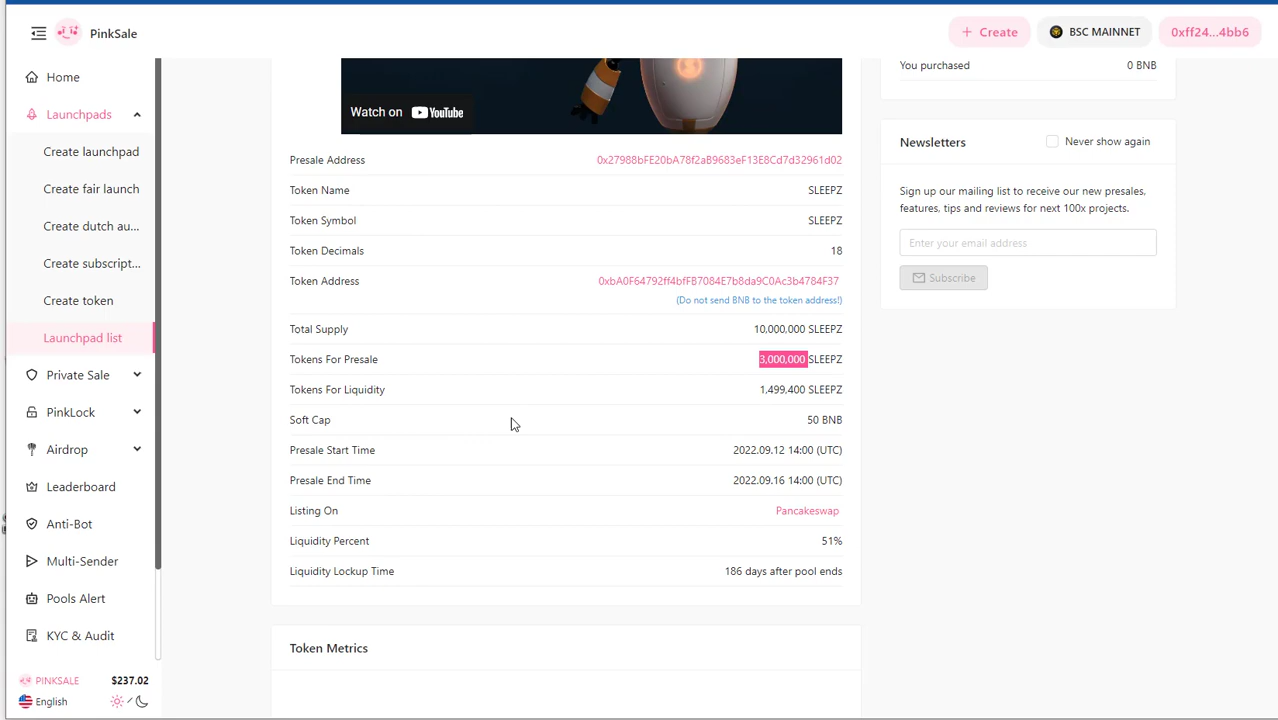 PinkSale
+ Create
BSC MAINNET
0xff24...4bb6
Home
Launchpads
Create launchpad
Create fair launch
Create dutch au...
Create subscript...
Create token
Launchpad list
Private Sale
PinkLock
Airdrop
Leaderboard
Anti-Bot
Multi-Sender
Pools Alert
KYC & Audit
PINKSALE $237.02
English
Watch on YouTube
Presale Address 0x27988bFE20bA78f2aB9683eF13E8Cd7d32961d02
Token Name SLEEPZ
Token Symbol SLEEPZ
Token Decimals 18
Token Address 0xbA0F64792ff4bfFB7084E7b8da9C0Ac3b4784F37
(Do not send BNB to the token address!)
Total Supply 10,000,000 SLEEPZ
Tokens For Presale 3,000,000 SLEEPZ
Tokens For Liquidity 1,499,400 SLEEPZ
Soft Cap 50 BNB
Presale Start Time 2022.09.12 14:00 (UTC)
Presale End Time 2022.09.16 14:00 (UTC)
Listing On Pancakeswap
Liquidity Percent 51%
Liquidity Lockup Time 186 days after pool ends
Token Metrics
You purchased 0 BNB
Newsletters Never show again
Sign up our mailing list to receive our new presales,
features, tips and reviews for next 100x projects.
Enter your email address
Subscribe